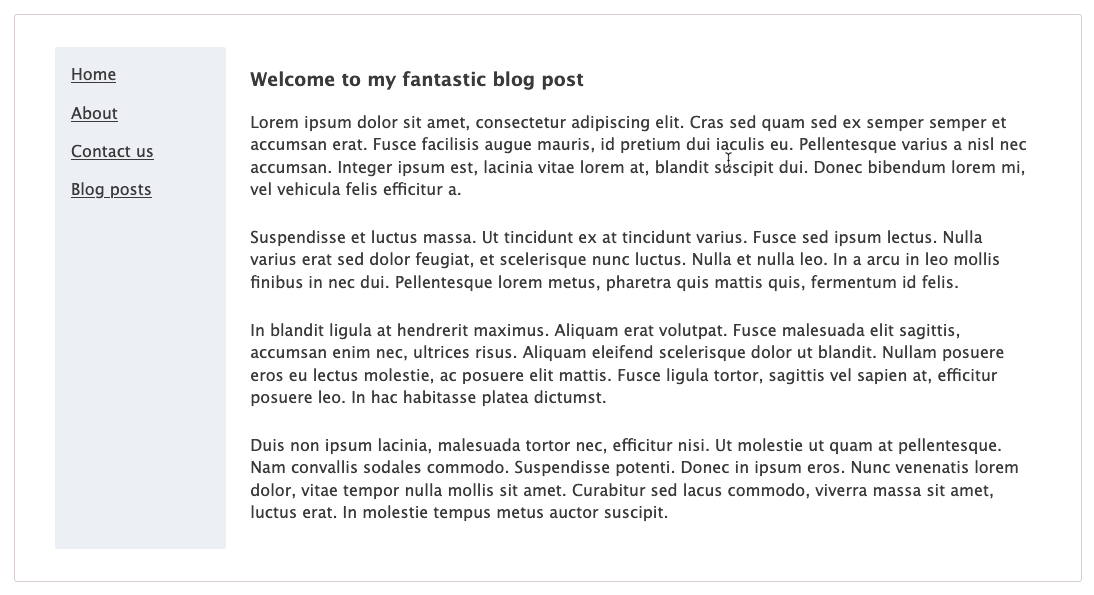 Home
About
Contact us
Blog posts
Welcome to my fantastic blog post
Lorem ipsum dolor sit amet, consectetur adipiscing elit. Cras sed quam sed ex semper semper et
accumsan erat. Fusce facilisis augue mauris, id pretium dui iaculis eu. Pellentesque varius a nisl nec
accumsan. Integer ipsum est, lacinia vitae lorem at, blandit suscipit dui. Donec bibendum lorem mi,
vel vehicula felis efficitur a.
Suspendisse et luctus massa. Ut tincidunt ex at tincidunt varius. Fusce sed ipsum lectus. Nulla
varius erat sed dolor feugiat, et scelerisque nunc luctus. Nulla et nulla leo. In a arcu in leo mollis
finibus in nec dui. Pellentesque lorem metus, pharetra quis mattis quis, fermentum id felis.
In blandit ligula at hendrerit maximus. Aliquam erat volutpat. Fusce malesuada elit sagittis,
accumsan enim nec, ultrices risus. Aliquam eleifend scelerisque dolor ut blandit. Nullam posuere
eros eu lectus molestie, ac posuere elit mattis. Fusce ligula tortor, sagittis vel sapien at, efficitur
posuere leo. In hac habitasse platea dictumst.
Duis non ipsum lacinia, malesuada tortor nec, efficitur nisi. Ut molestie ut quam at pellentesque.
Nam convallis sodales commodo. Suspendisse potenti. Donec in ipsum eros. Nunc venenatis lorem
dolor, vitae tempor nulla mollis sit amet. Curabitur sed lacus commodo, viverra massa sit amet,
luctus erat. In molestie tempus metus auctor suscipit.